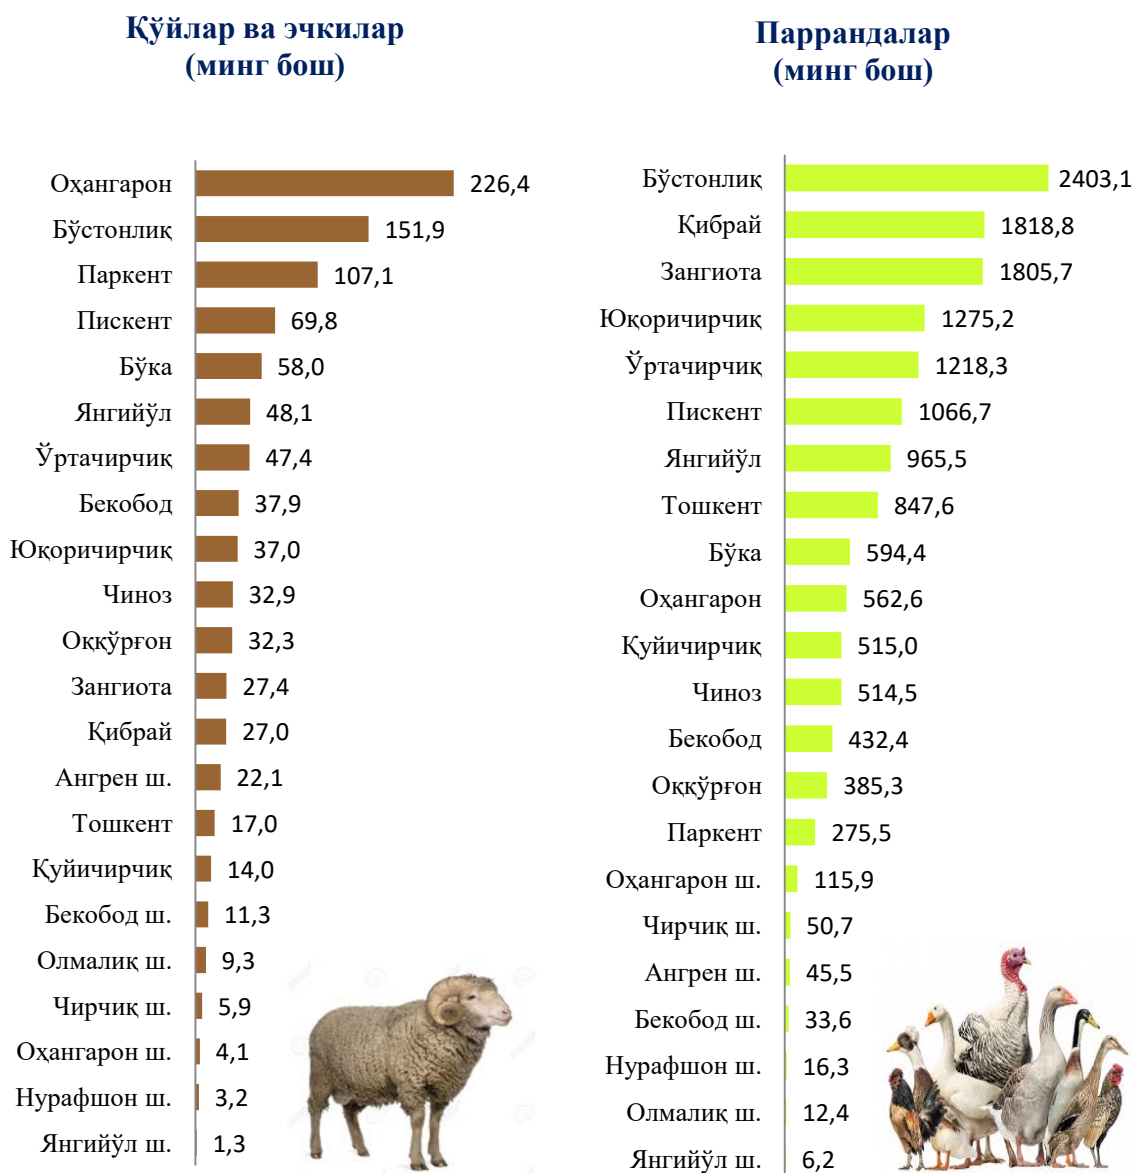 Қўйлар ва эчкилар
(минг бош)
Оҳангарон 226,4
Бўстонлиқ 151,9
Паркент 107,1
Пискент 69,8
Бўка 58,0
Янгийўл 48,1
Ўртачирчиқ 47,4
Бекобод 37,9
Юқоричирчиқ 37,0
Чиноз 32,9
Оққўрғон 32,3
Зангиота 27,4
Қибрай 27,0
Ангрен ш. 22,1
Тошкент 17,0
Қуйичирчиқ 14,0
Бекобод ш. 11,3
Олмалиқ ш. 9,3
Чирчиқ ш. 5,9
Оҳангарон ш. 4,1
Нурафшон ш. 3,2
Янгийўл ш. 1,3
Паррандалар
(минг бош)
Бўстонлиқ 2403,1
Қибрай 1818,8
Зангиота 1805,7
Юқоричирчиқ 1275,2
Ўртачирчиқ 1218,3
Пискент 1066,7
Янгийўл 965,5
Тошкент 847,6
Бўка 594,4
Оҳангарон 562,6
Қуйичирчиқ 515,0
Чиноз 514,5
Бекобод 432,4
Оққўрғон 385,3
Паркент 275,5
Оҳангарон ш. 115,9
Чирчиқ ш. 50,7
Ангрен ш. 45,5
Бекобод ш. 33,6
Нурафшон ш. 16,3
Олмалиқ ш. 12,4
Янгийўл ш. 6,2